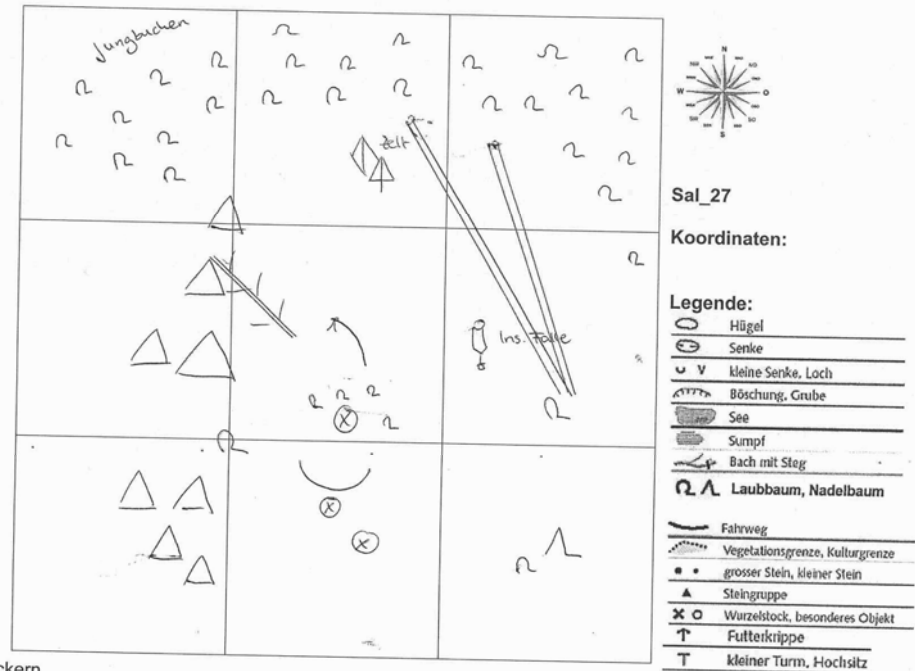 Jungbuchen
Zelt
Ins. Falle
N
W
O
S
Sal_27
Koordinaten:
Legende:
Hügel
Senke
kleine Senke, Loch
Böschung, Grube
See
Sumpf
Bach mit Steg
Laubbaum, Nadelbaum
Fahrweg
Vegetationsgrenze, Kulturgrenze
grosser Stein, kleiner Stein
Steingruppe
Wurzelstock, besonderes Objekt
Futterkrippe
kleiner Turm, Hochsitz
ckern